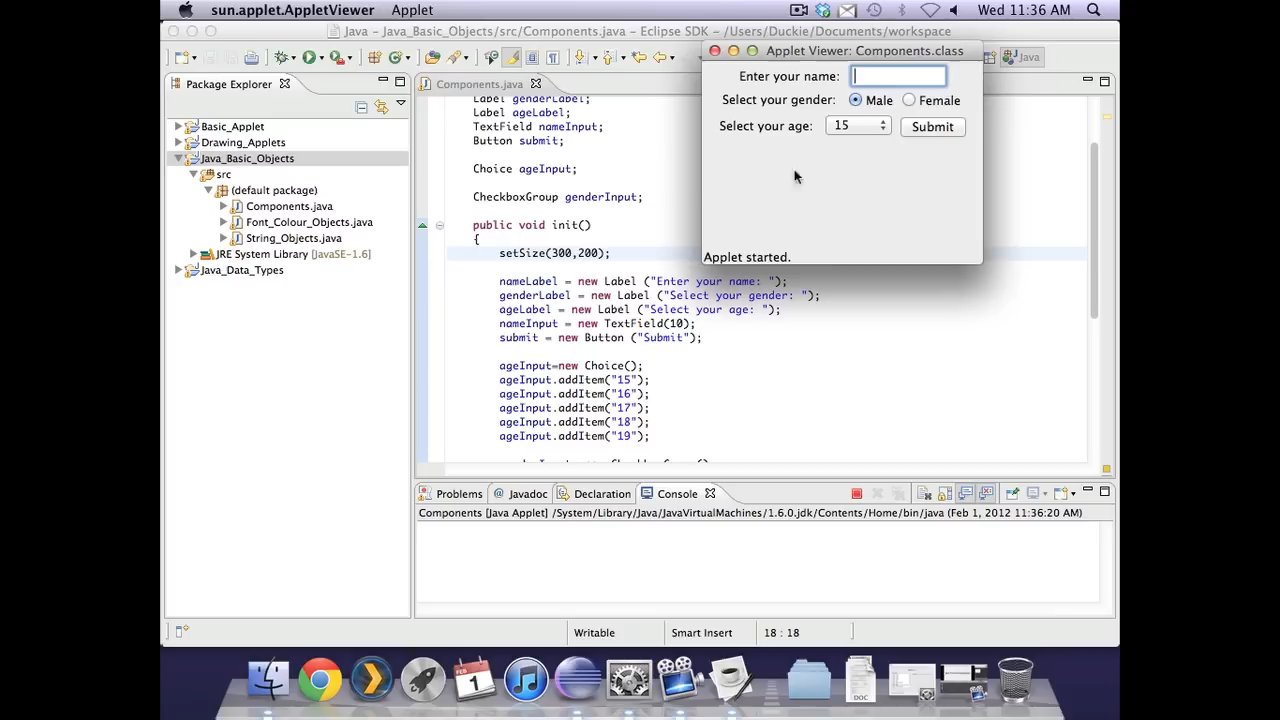 sun.applet.AppletViewer Applet Wed 11:36 AM
Java – Java_Basic_Objects/src/Components.java – Eclipse SDK – /Users/Duckie/Documents/workspace
Java
Applet Viewer: Components.class
Enter your name:
Select your gender: Male Female
Select your age: 15 Submit
Applet started.
Package Explorer
Basic_Applet
Drawing_Applets
Java_Basic_Objects
src
(default package)
Components.java
Font_Colour_Objects.java
String_Objects.java
JRE System Library [JavaSE-1.6]
Java_Data_Types
Components.java
Label genderLabel;
Label ageLabel;
TextField nameInput;
Button submit;
Choice ageInput;
CheckboxGroup genderInput;
public void init()
{
setSize(300,200);
nameLabel = new Label ("Enter your name: ");
genderLabel = new Label ("Select your gender: ");
ageLabel = new Label ("Select your age: ");
nameInput = new TextField(10);
submit = new Button ("Submit");
ageInput=new Choice();
ageInput.addItem("15");
ageInput.addItem("16");
ageInput.addItem("17");
ageInput.addItem("18");
ageInput.addItem("19");
Problems @ Javadoc Declaration Console
Components [Java Applet] /System/Library/Java/JavaVirtualMachines/1.6.0.jdk/Contents/Home/bin/java (Feb 1, 2012 11:36:20 AM)
Writable Smart Insert 18 : 18
FEB
1
DOC